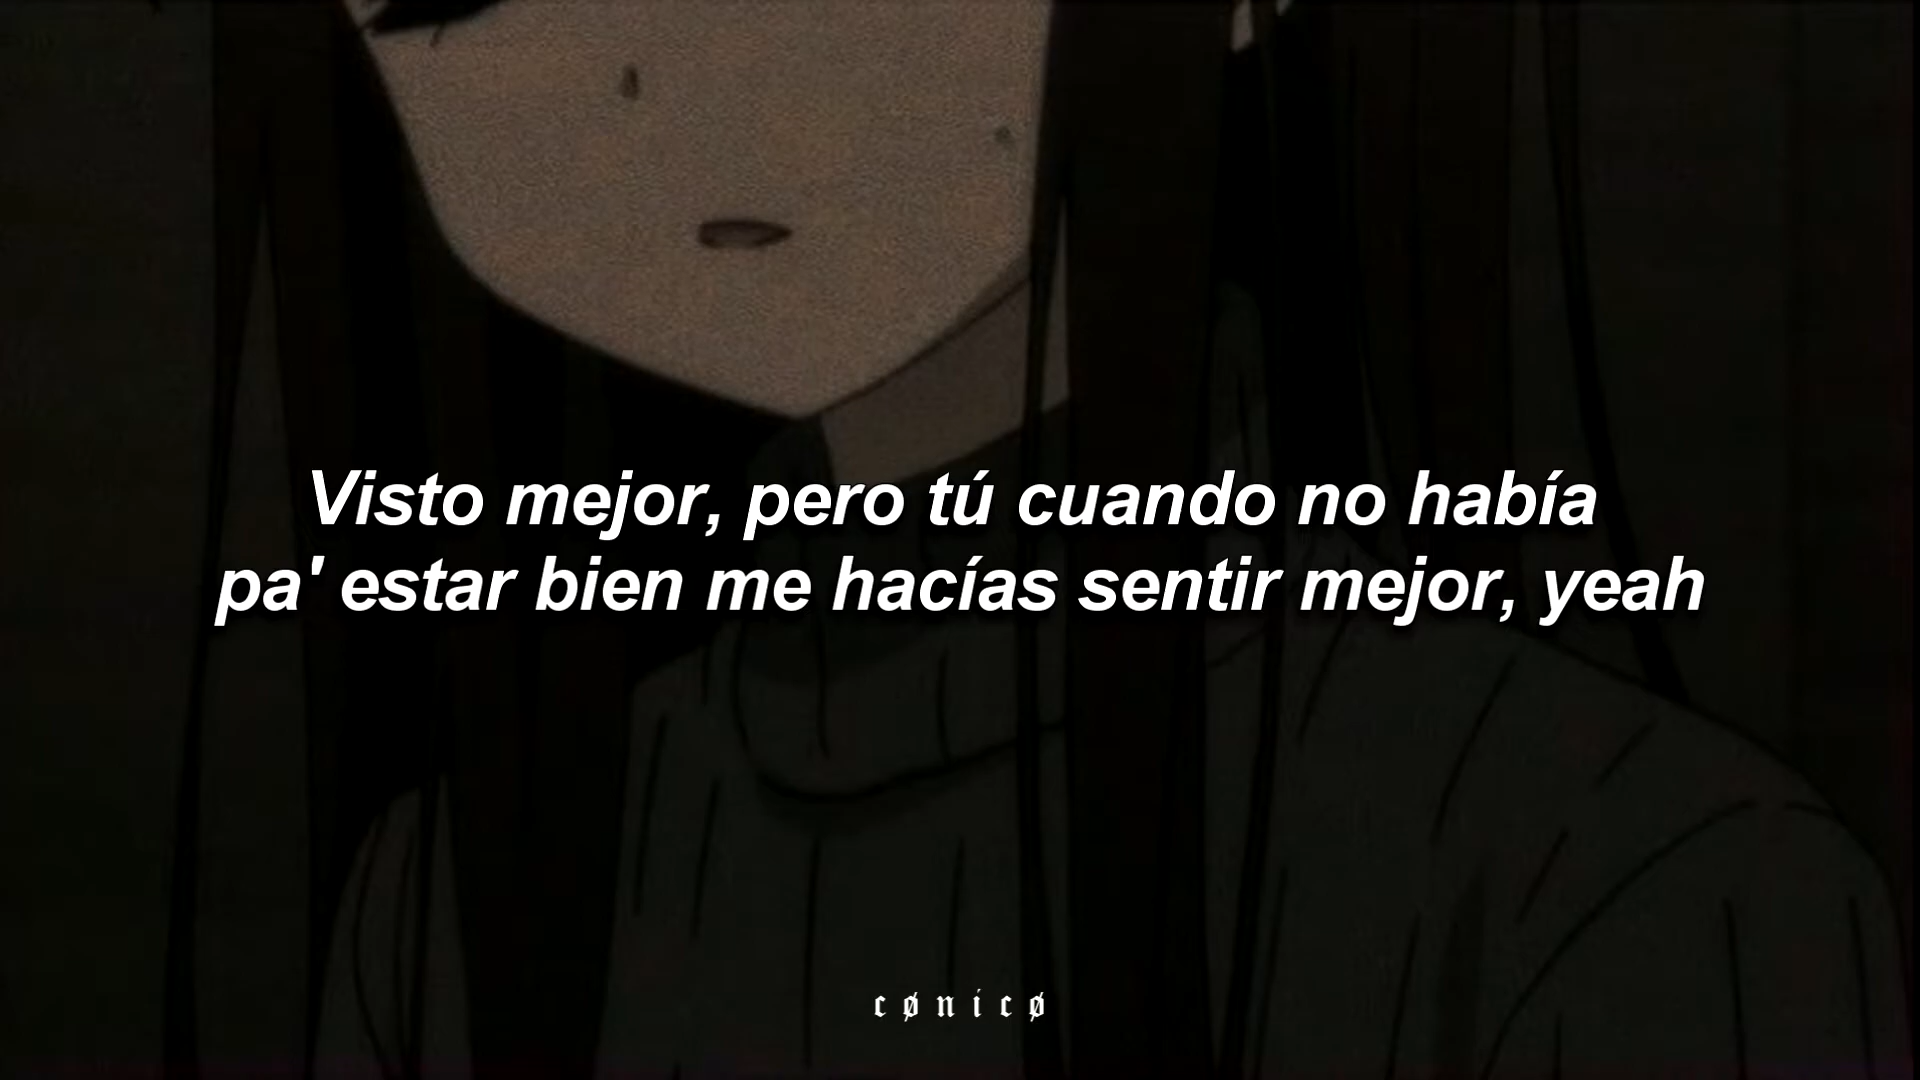 Visto mejor, pero tú cuando no había
pa' estar bien me hacías sentir mejor, yeah
cønicø